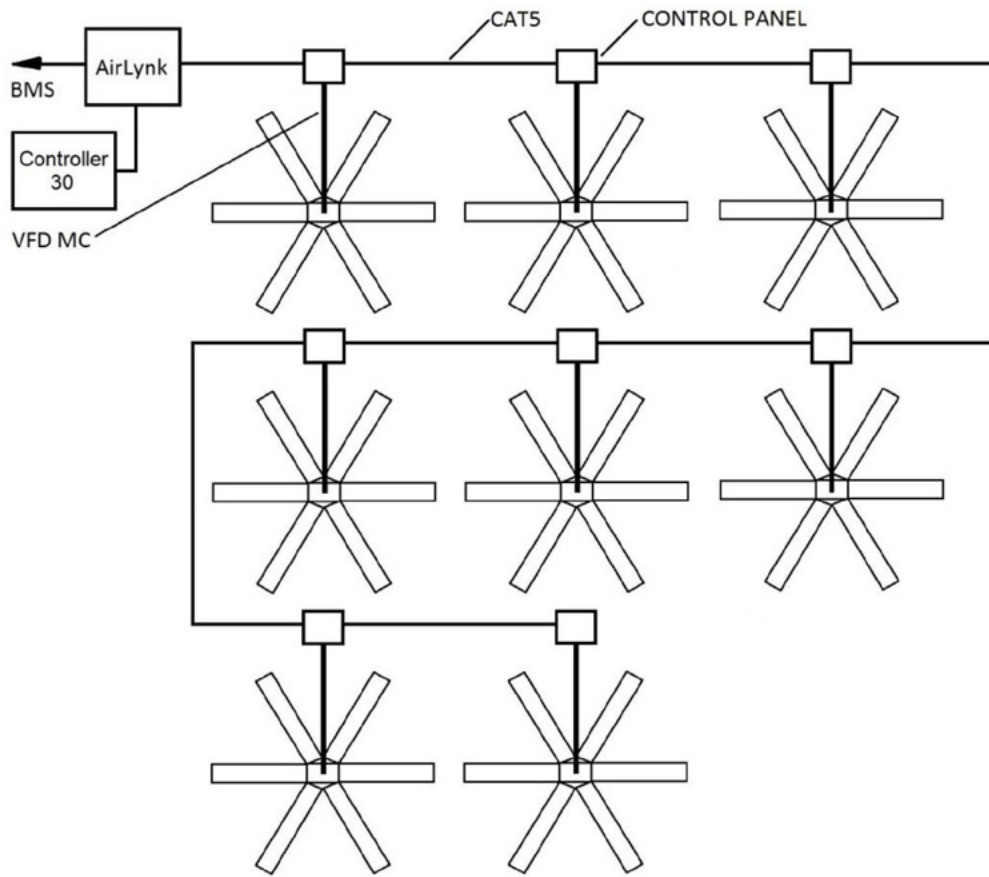 CAT5
CONTROL PANEL
AirLynk
BMS
Controller
30
VFD MC